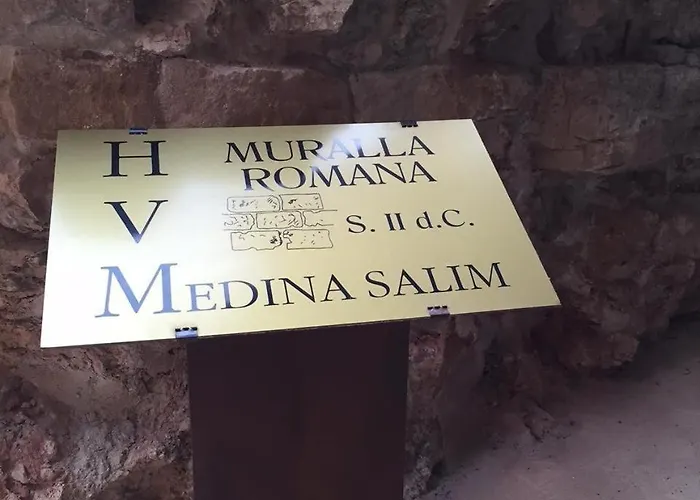 H MURALLA
ROMANA
V S. II d.C.
MEDINA SALIM